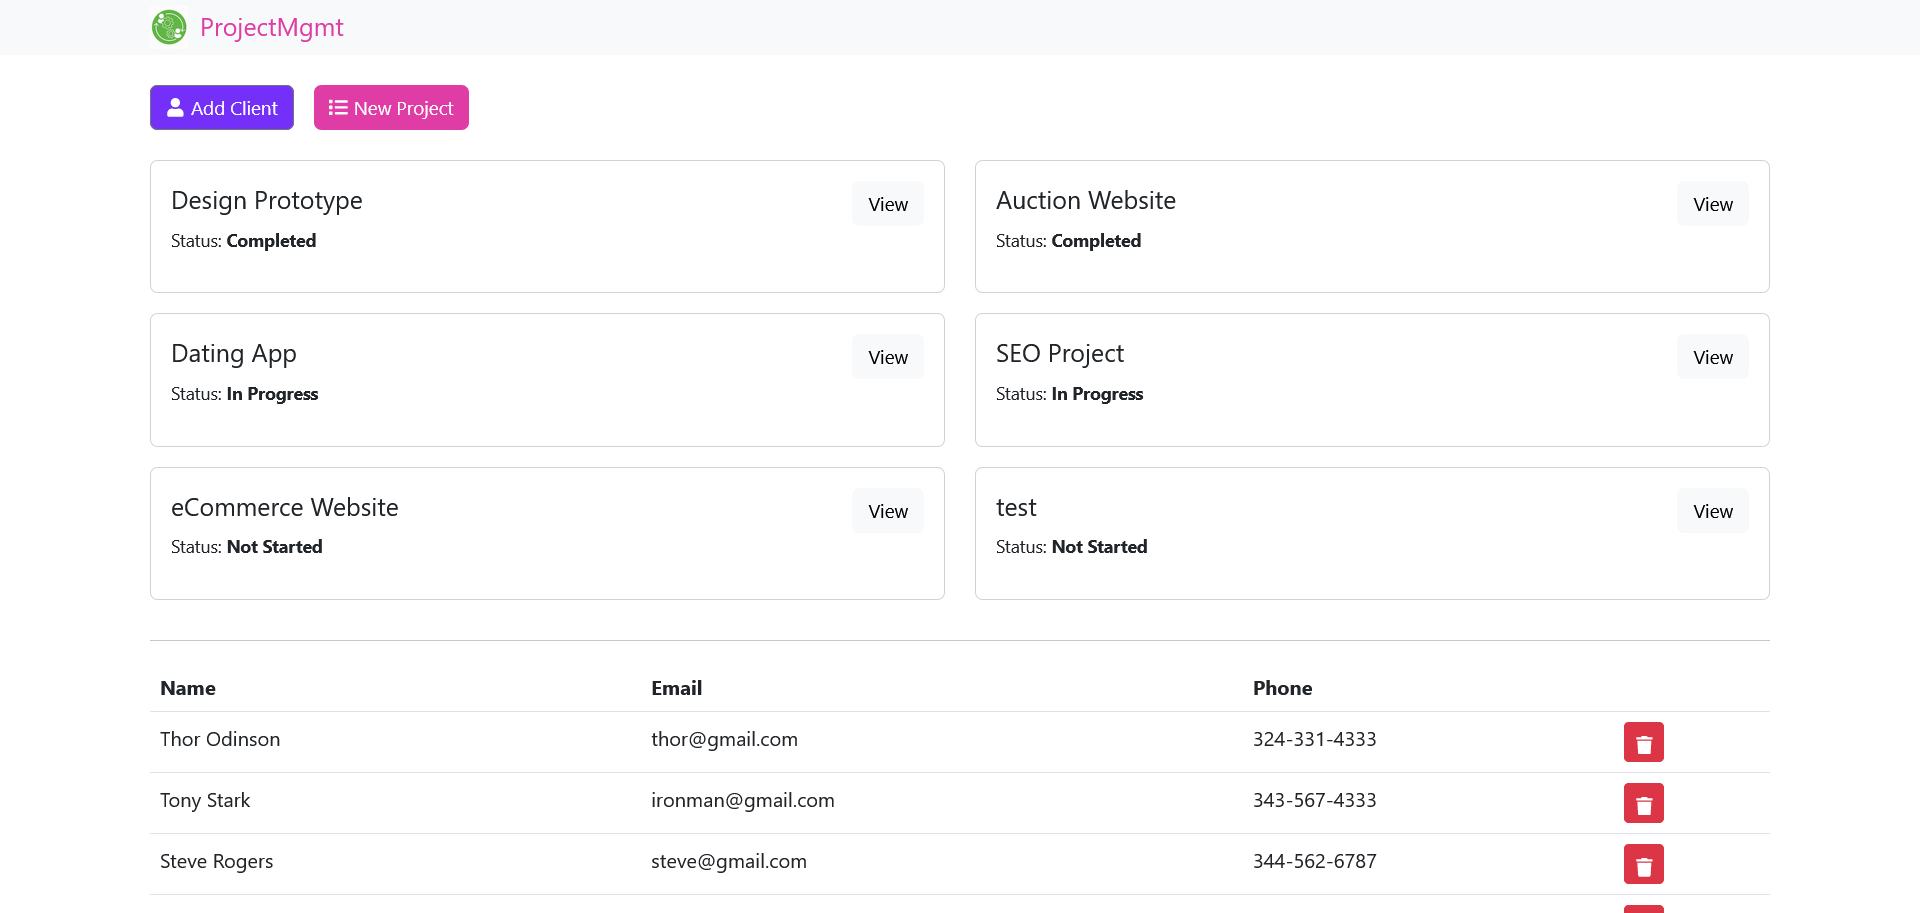 ProjectMgmt
Add Client New Project
Design Prototype View
Status: Completed
Auction Website View
Status: Completed
Dating App View
Status: In Progress
SEO Project View
Status: In Progress
eCommerce Website View
Status: Not Started
test View
Status: Not Started
Name Email Phone
Thor Odinson thor@gmail.com 324-331-4333
Tony Stark ironman@gmail.com 343-567-4333
Steve Rogers steve@gmail.com 344-562-6787